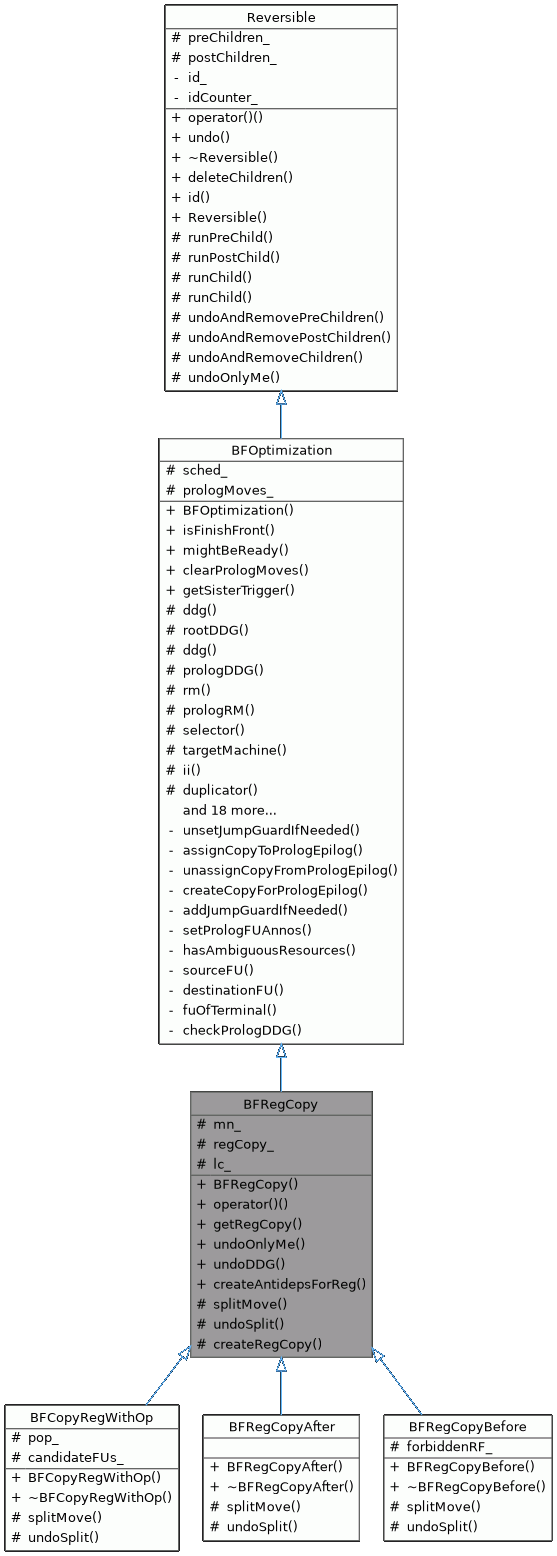 Reversible
# preChildren_
# postChildren_
- id_
- idCounter_
+ operator()()
+ undo()
+ ~Reversible()
+ deleteChildren()
+ id()
+ Reversible()
# runPreChild()
# runPostChild()
# runChild()
# runChild()
# undoAndRemovePreChildren()
# undoAndRemovePostChildren()
# undoAndRemoveChildren()
# undoOnlyMe()
BFOptimization
# sched_
# prologMoves_
+ BFOptimization()
+ isFinishFront()
+ mightBeReady()
+ clearPrologMoves()
+ getSisterTrigger()
# ddg()
# rootDDG()
# ddg()
# prologDDG()
# rm()
# prologRM()
# selector()
# targetMachine()
# ii()
# duplicator()
and 18 more...
- unsetJumpGuardIfNeeded()
- assignCopyToPrologEpilog()
- unassignCopyFromPrologEpilog()
- createCopyForPrologEpilog()
- addJumpGuardIfNeeded()
- setPrologFUAnnos()
- hasAmbiguousResources()
- sourceFU()
- destinationFU()
- fuOfTerminal()
- checkPrologDDG()
BFRegCopy
# mn_
# regCopy_
# lc_
+ BFRegCopy()
+ operator()()
+ getRegCopy()
+ undoOnlyMe()
+ undoDDG()
+ createAntidepsForReg()
# splitMove()
# undoSplit()
# createRegCopy()
BFCopyRegWithOp
# pop_
# candidateFUs_
+ BFCopyRegWithOp()
+ ~BFCopyRegWithOp()
# splitMove()
# undoSplit()
BFRegCopyAfter
+ BFRegCopyAfter()
+ ~BFRegCopyAfter()
# splitMove()
# undoSplit()
BFRegCopyBefore
# forbiddenRF_
+ BFRegCopyBefore()
+ ~BFRegCopyBefore()
# splitMove()
# undoSplit()